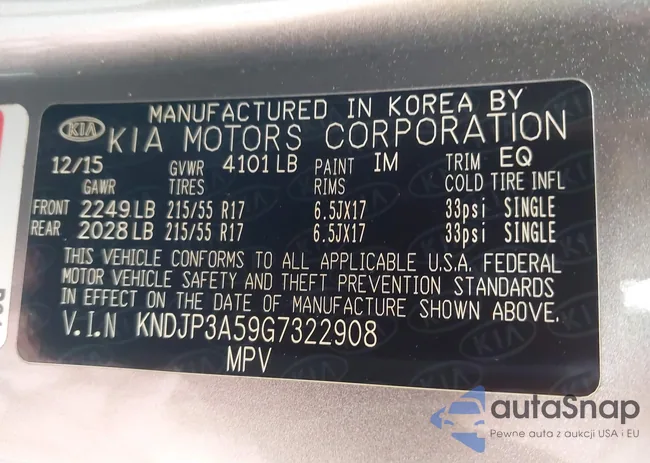 MANUFACTURED IN KOREA BY
KIA KIA MOTORS CORPORATION
12/15 GVWR 4101 LB PAINT IM TRIM EQ
GAWR TIRES RIMS COLD TIRE INFL
FRONT 2249 LB 215/55 R17 6.5JX17 33psi SINGLE
REAR 2028 LB 215/55 R17 6.5JX17 33psi SINGLE
THIS VEHICLE CONFORMS TO ALL APPLICABLE U.S.A. FEDERAL
MOTOR VEHICLE SAFETY AND THEFT PREVENTION STANDARDS
IN EFFECT ON THE DATE OF MANUFACTURE SHOWN ABOVE.
V.I.N KNDJP3A59G7322908
MPV
autaSnap
Pewne auta z aukcji USA i EU